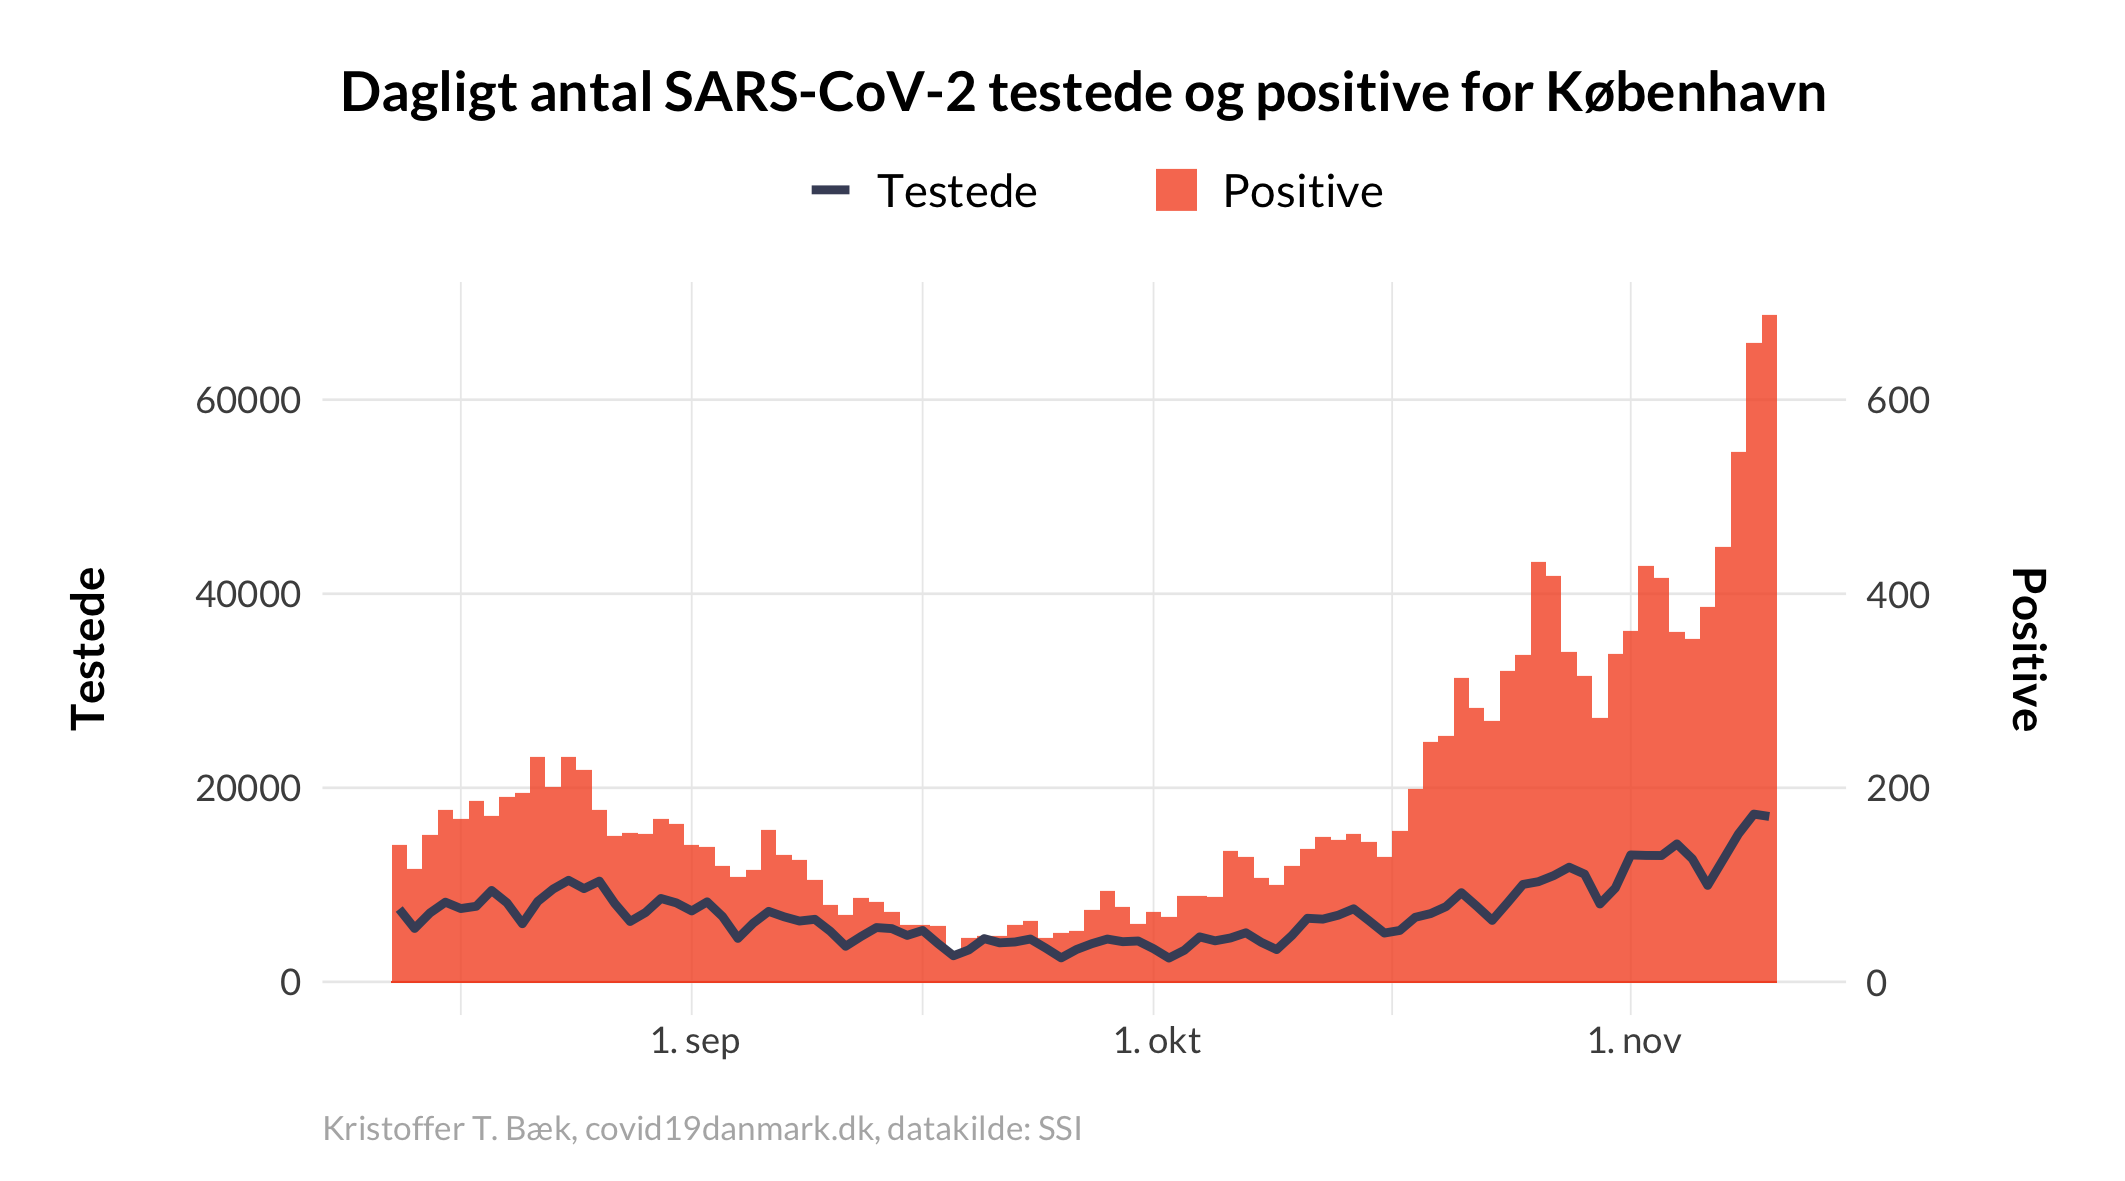 Dagligt antal SARS-CoV-2 testede og positive for København
Testede
Positive
60000
40000
20000
0
Testede
600
400
200
0
Positive
1. sep
1. okt
1. nov
Kristoffer T. Bæk, covid19danmark.dk, datakilde: SSI